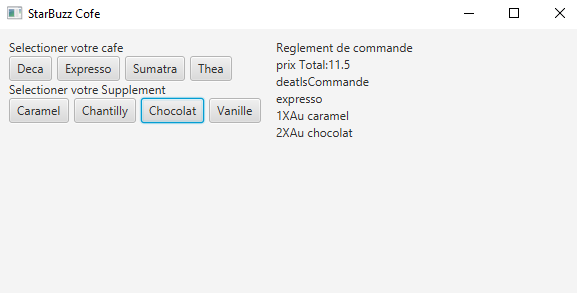 StarBuzz Cofe
Selectioner votre cafe
Deca Expresso Sumatra Thea
Selectioner votre Supplement
Caramel Chantilly Chocolat Vanille
Reglement de commande
prix Total:11.5
deatlsCommande
expresso
1XAu caramel
2XAu chocolat